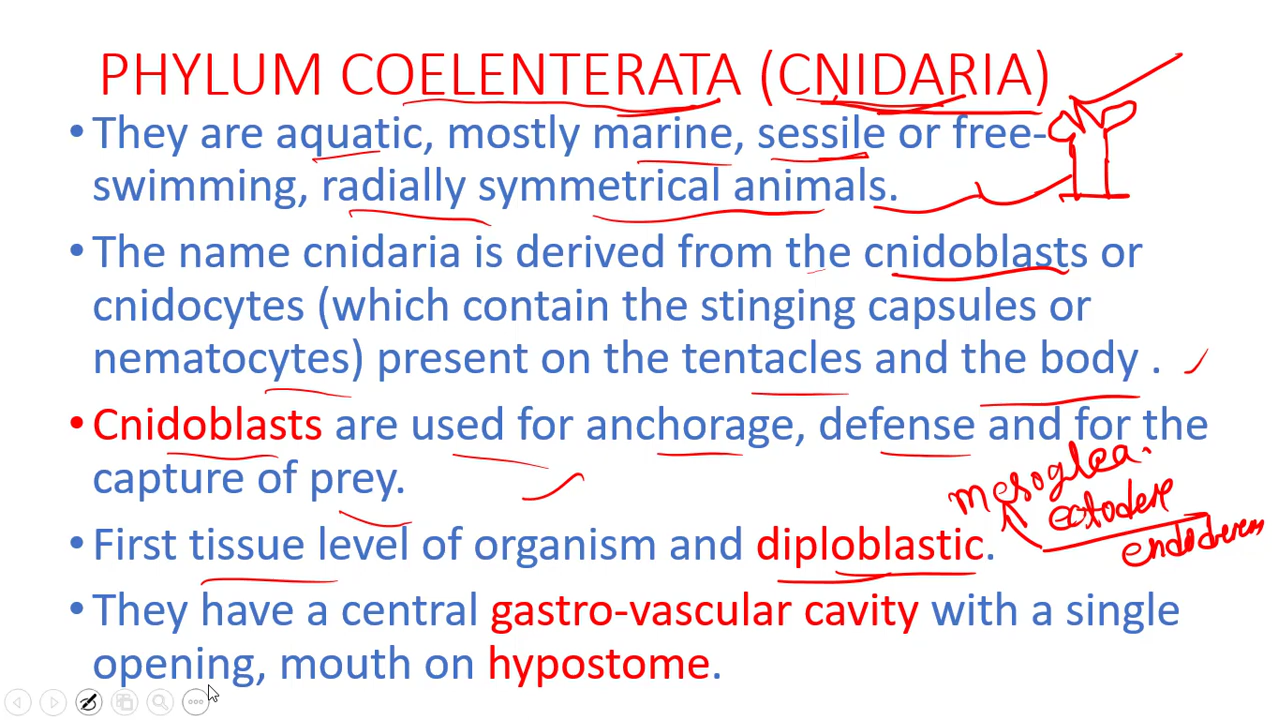 PHYLUM COELENTERATA (CNIDARIA)
• They are aquatic, mostly marine, sessile or free-
swimming, radially symmetrical animals.
• The name cnidaria is derived from the cnidoblasts or
cnidocytes (which contain the stinging capsules or
nematocytes) present on the tentacles and the body .
• Cnidoblasts are used for anchorage, defense and for the
capture of prey.
mesoglea.
• First tissue level of organism and diploblastic.
They have a central gastro-vascular cavity with a single
opening, mouth on hypostome.